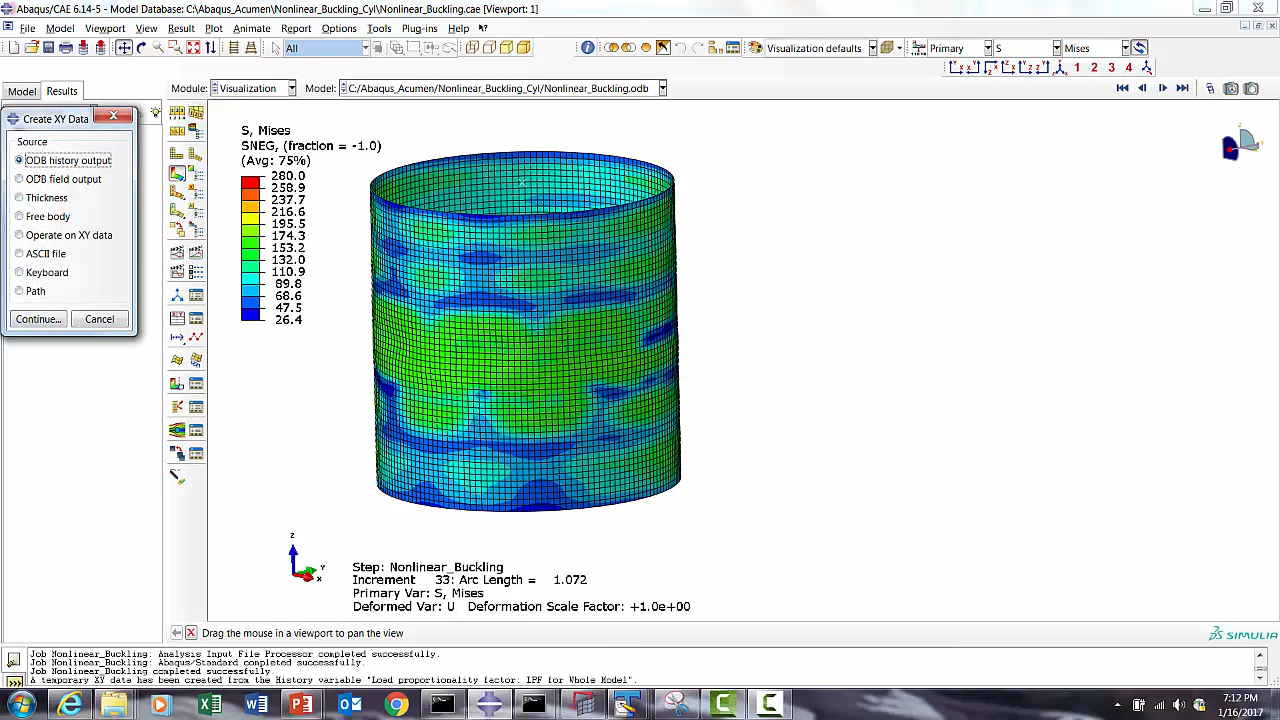 Abaqus/CAE 6.14-5 - Model Database: C:\Abaqus_Acumen\Nonlinear_Buckling_Cyl\Nonlinear_Buckling.cae [Viewport: 1]
File Model Viewport View Result Plot Animate Report Options Tools Plug-ins Help
All Visualization defaults Primary S Mises
1 2 3 4
Model Results Module: Visualization Model: C:/Abaqus_Acumen/Nonlinear_Buckling_Cyl/Nonlinear_Buckling.odb
Create XY Data
Source
ODB history output
ODB field output
Thickness
Free body
Operate on XY data
ASCII file
Keyboard
Path
Continue... Cancel
S, Mises
SNEG, (fraction = -1.0)
(Avg: 75%)
280.0
258.9
237.7
216.6
195.5
174.3
153.2
132.0
110.9
89.8
68.6
47.5
26.4
Z
Y
X
Step: Nonlinear_Buckling
Increment 33: Arc Length = 1.072
Primary Var: S, Mises
Deformed Var: U Deformation Scale Factor: +1.0e+00
Drag the mouse in a viewport to pan the view
SIMULIA
Job Nonlinear_Buckling: Analysis Input File Processor completed successfully.
Job Nonlinear_Buckling: Abaqus/Standard completed successfully.
Job Nonlinear_Buckling completed successfully.
A temporary XY data has been created from the History variable "Load proportionality factor: LPF for Whole Model".
7:12 PM
1/16/2017